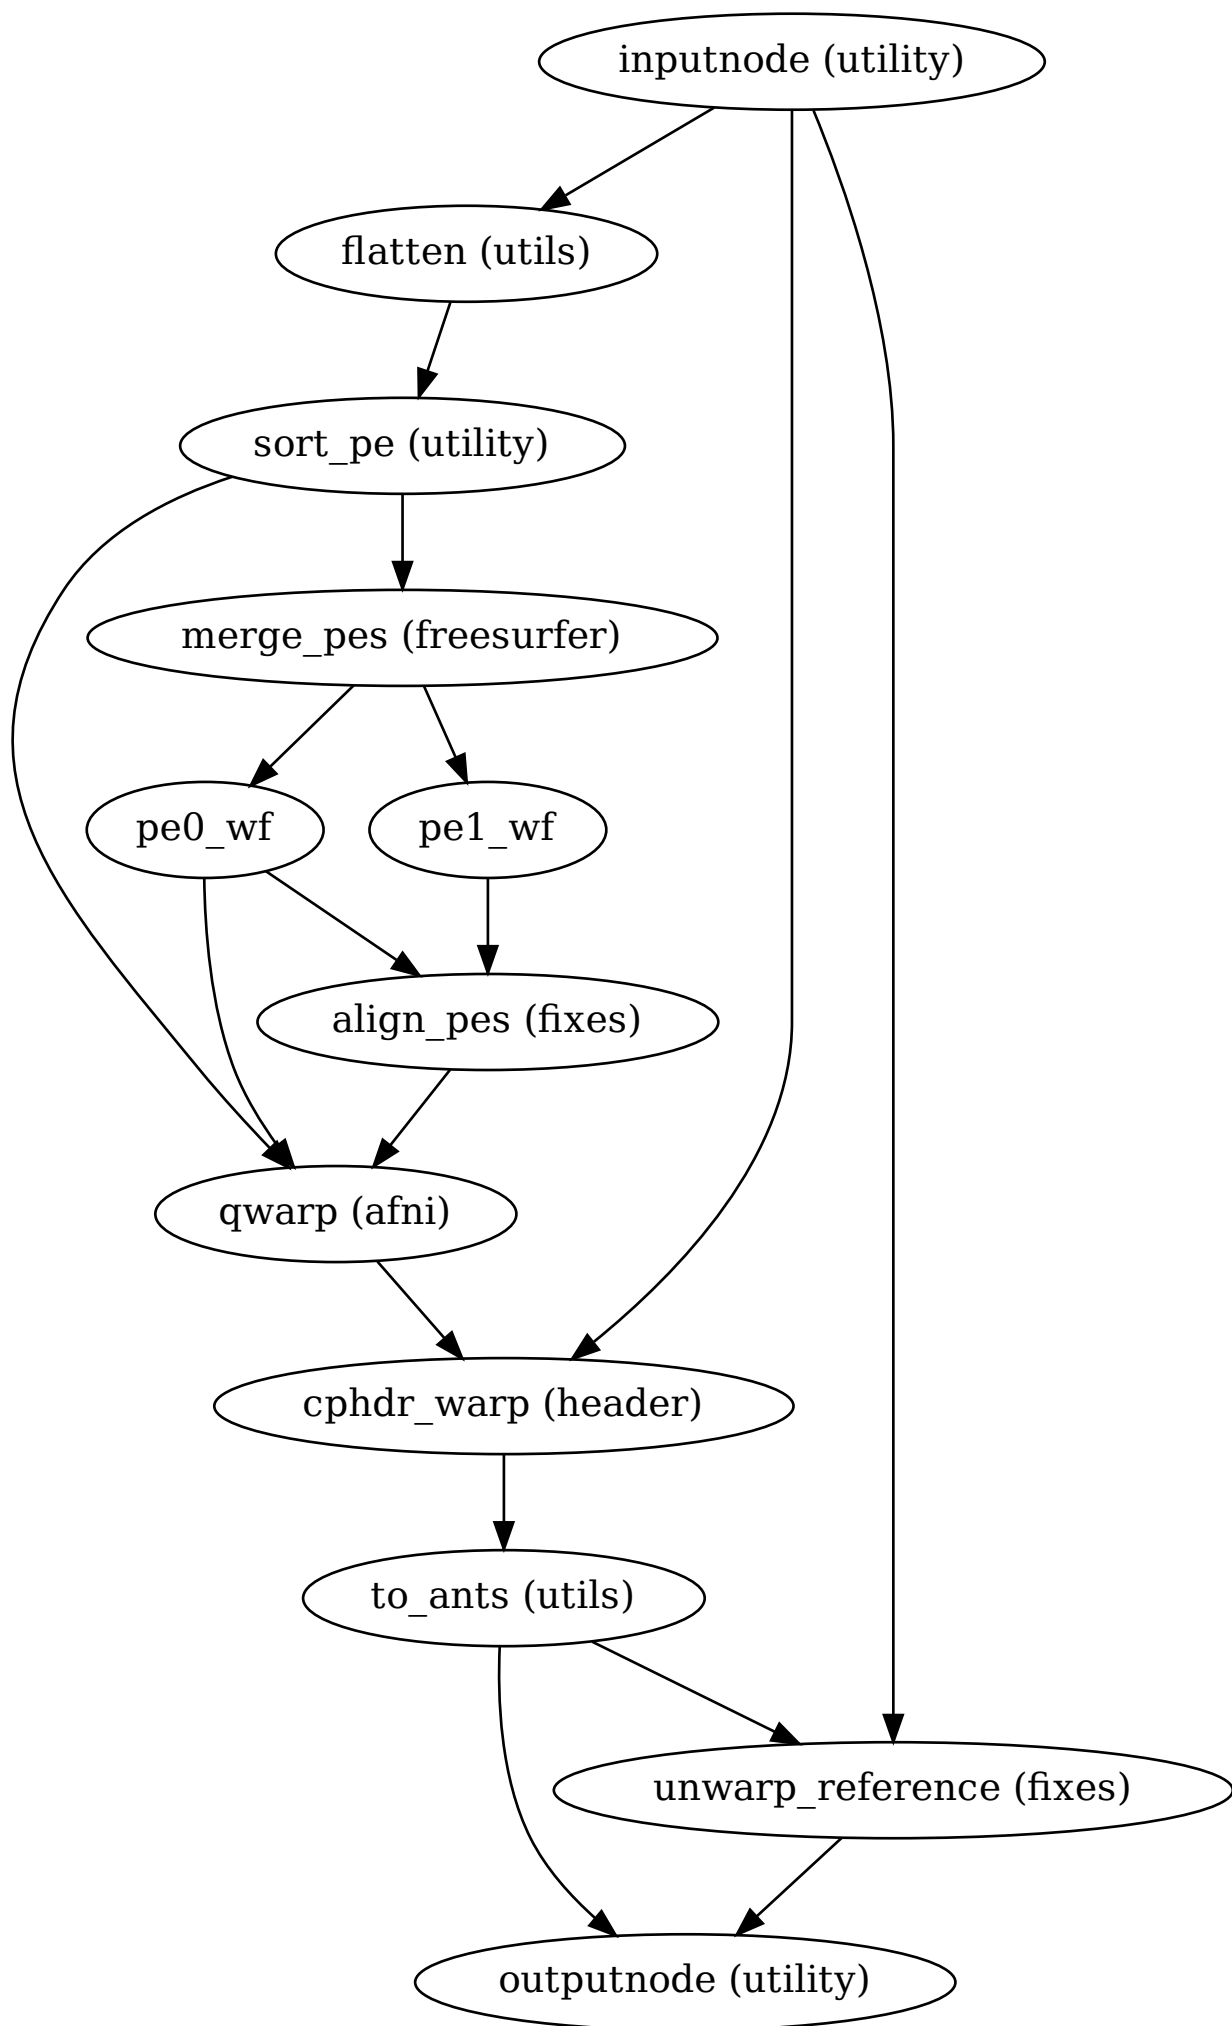 inputnode (utility)
flatten (utils)
sort_pe (utility)
merge_pes (freesurfer)
pe0_wf
pe1_wf
align_pes (fixes)
qwarp (afni)
cphdr_warp (header)
to_ants (utils)
unwarp_reference (fixes)
outputnode (utility)